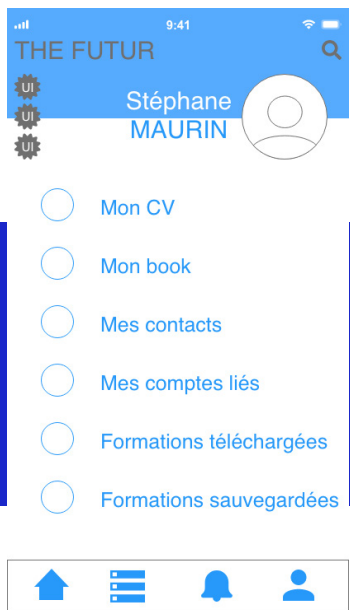 9:41
THE FUTUR
UI
UI
UI
Stéphane
MAURIN
Mon CV
Mon book
Mes contacts
Mes comptes liés
Formations téléchargées
Formations sauvegardées